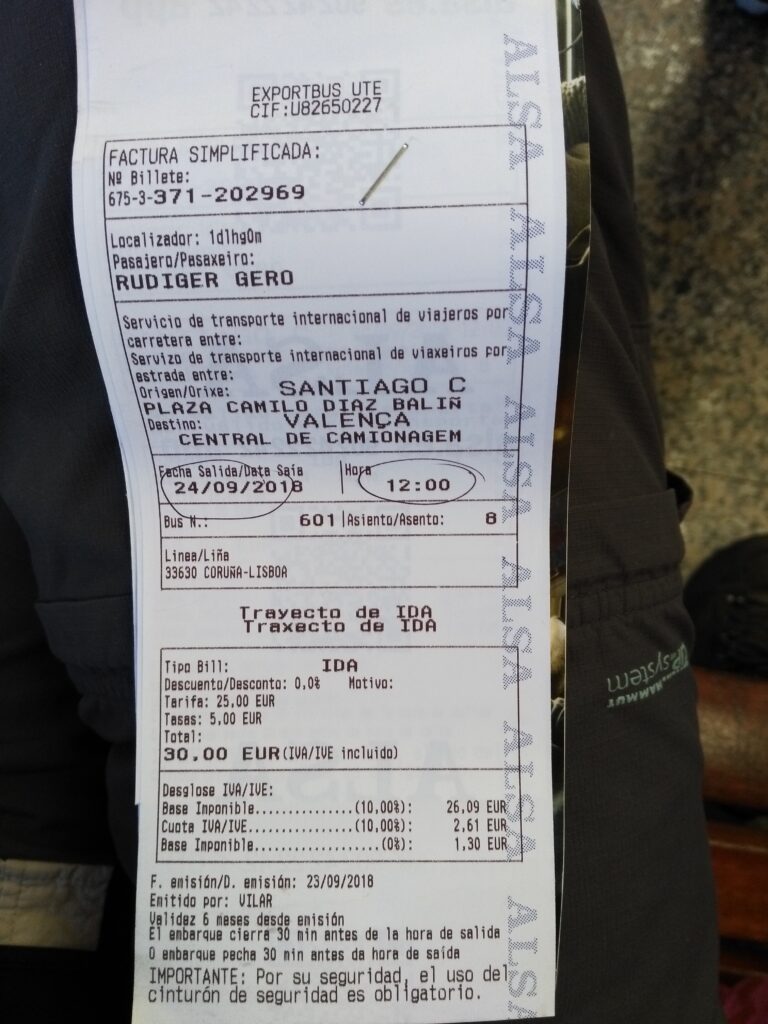 EXPORTBUS UTE
CIF:U82650227
FACTURA SIMPLIFICADA:
Nº Billete:
675-3-371-202969
Localizador: 1dlhg0m
Pasajero/Pasaxeiro:
RUDIGER GERO
Servicio de transporte internacional de viajeros por
carretera entre:
Servizo de transporte internacional de viaxeiros por
estrada entre:
Origen/Orixe: SANTIAGO C
PLAZA CAMILO DIAZ BALIÑ
Destino: VALENÇA
CENTRAL DE CAMIONAGEM
Fecha Salida/Data Saía Hora
24/09/2018 12:00
Bus N.: 601 Asiento/Asento: 8
Linea/Liña
33630 CORUÑA-LISBOA
Trayecto de IDA
Traxecto de IDA
Tipo Bill: IDA
Descuento/Desconto: 0,0% Motivo:
Tarifa: 25,00 EUR
Tasas: 5,00 EUR
Total:
30,00 EUR(IVA/IVE incluido)
Desglose IVA/IVE:
Base Imponible...............(10,00%): 26,09 EUR
Cuota IVA/IVE................(10,00%): 2,61 EUR
Base Imponible...................(0%): 1,30 EUR
F. emisión/D. emisión: 23/09/2018
Emitido por: VILAR
Validez 6 meses desde emisión
El embarque cierra 30 min antes de la hora de salida
O embarque pecha 30 min antes da hora de saída
IMPORTANTE: Por su seguridad, el uso del
cinturón de seguridad es obligatorio.
ALSA ALSA ALSA ALSA ALSA ALSA
MAMMUT
system